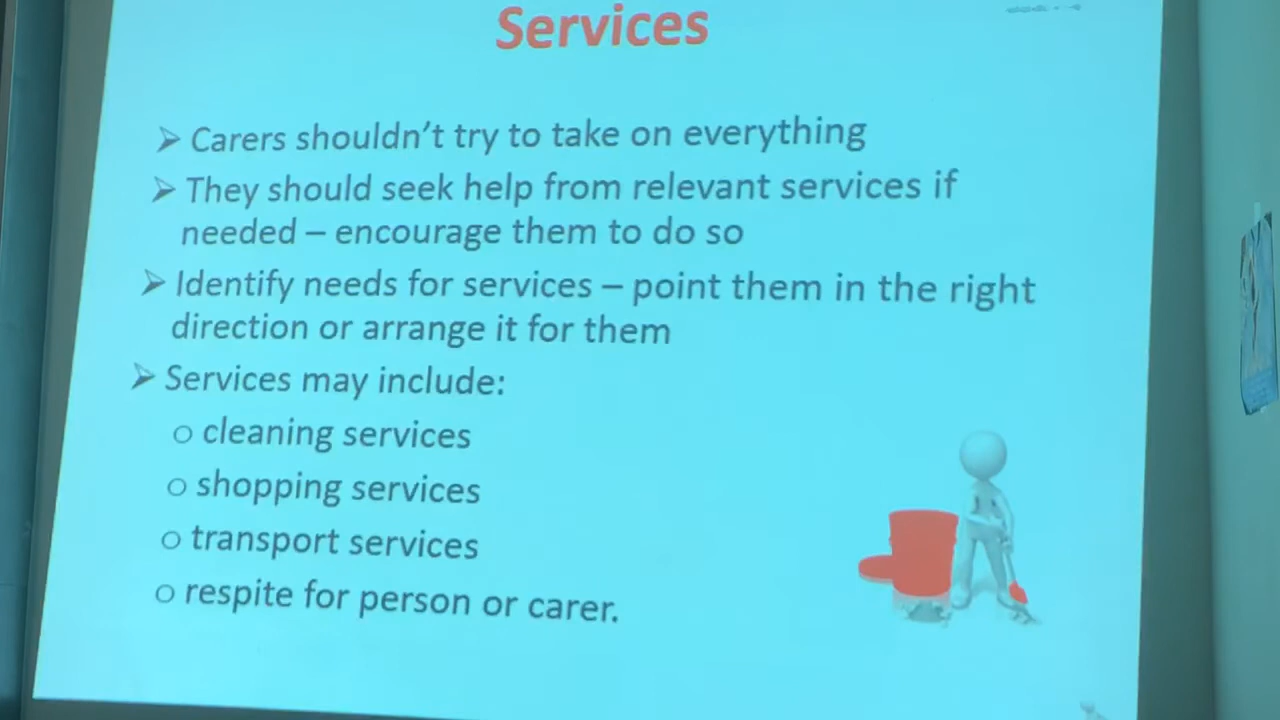 Services
➢ Carers shouldn't try to take on everything
➢ They should seek help from relevant services if
needed – encourage them to do so
➢ Identify needs for services – point them in the right
direction or arrange it for them
➢ Services may include:
o cleaning services
o shopping services
o transport services
o respite for person or carer.